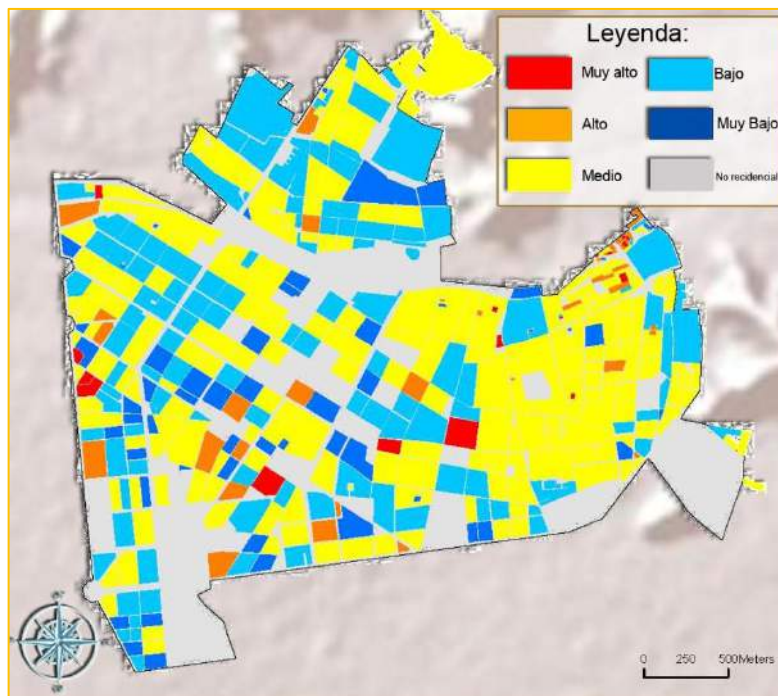 Leyenda:
Muy alto
Bajo
Alto
Muy Bajo
Medio
No recidencial
0 250 500Meters